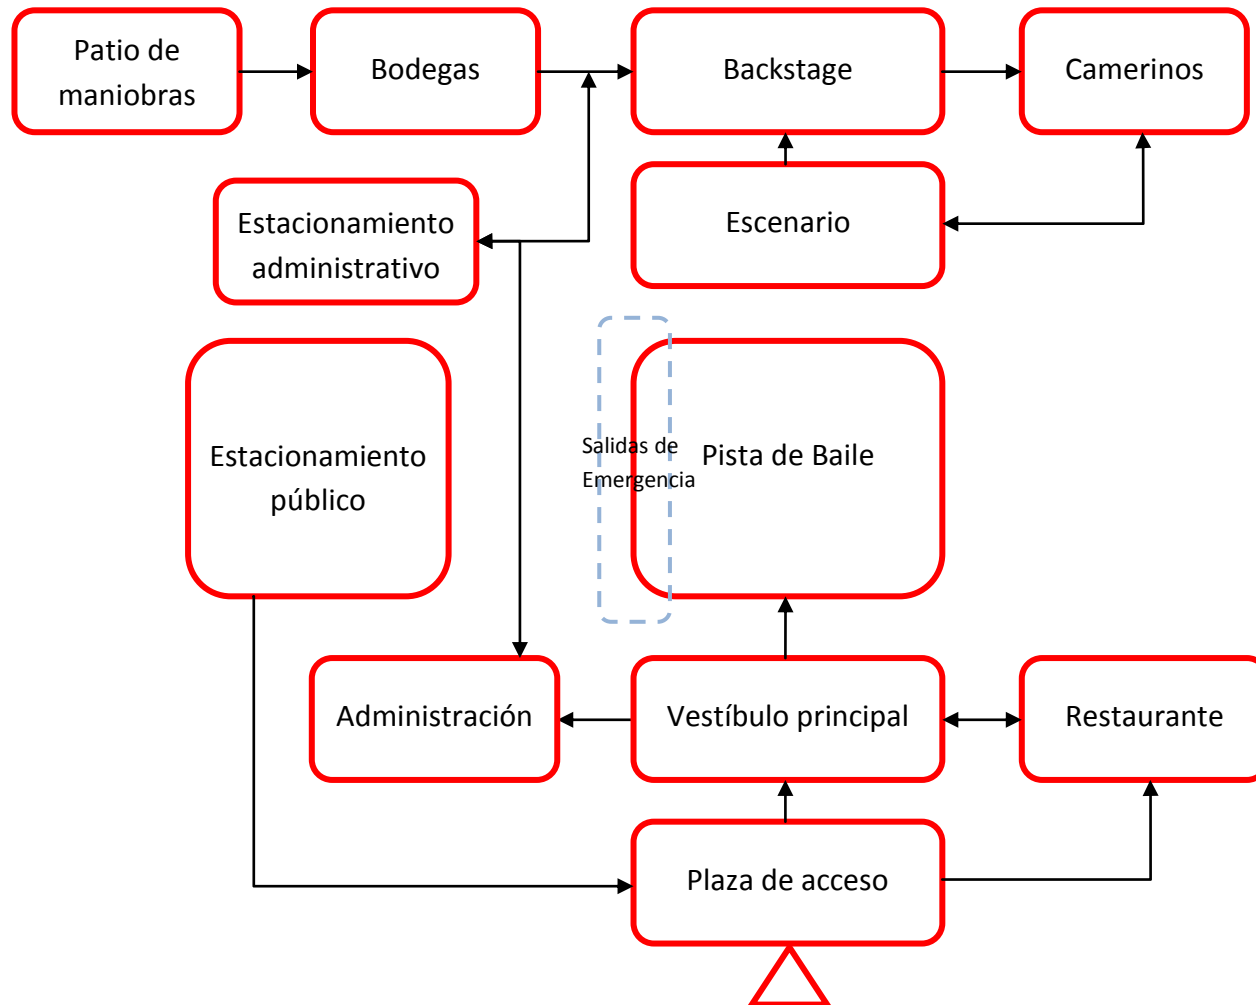 Patio de
maniobras
Bodegas
Backstage
Camerinos
Estacionamiento
administrativo
Escenario
Estacionamiento
público
Salidas de
Emergencia
Pista de Baile
Administración
Vestíbulo principal
Restaurante
Plaza de acceso